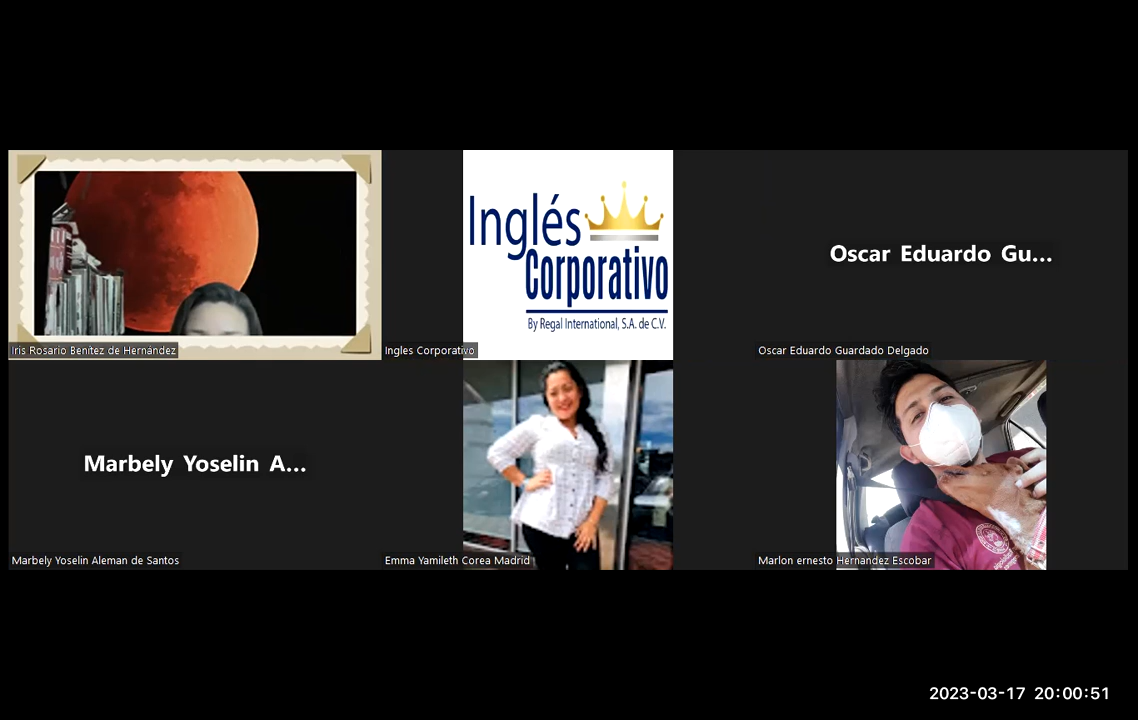 Inglés
Corporativo
By Regal International, S.A. de C.V.
Oscar Eduardo Gu...
Iris Rosario Benítez de Hernández
Ingles Corporativo
Oscar Eduardo Guardado Delgado
Marbely Yoselin A...
Marbely Yoselin Aleman de Santos
Emma Yamileth Corea Madrid
Marlon ernesto Hernandez Escobar
2023-03-17 20:00:51